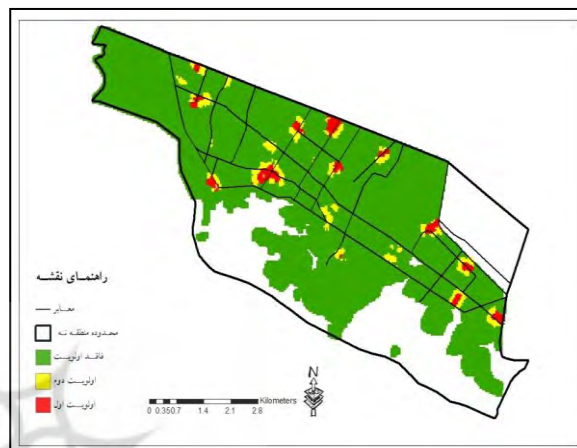 N
راهنمای نقشه
معابر
محدوده منطقه نه
فاقد اولویت
اولویت دوم
اولویت اول
Kilometers
0 0.35 0.7 1.4 2.1 2.8